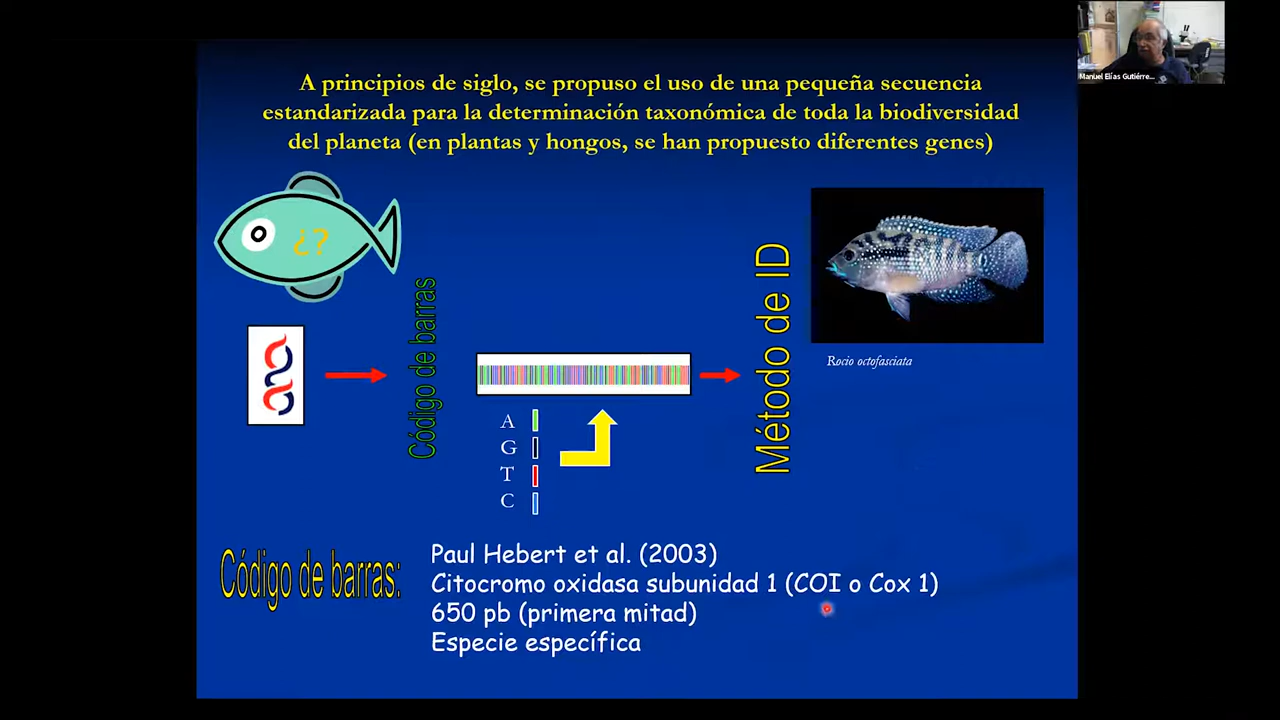 Manuel Elías Gutiérre...
A principios de siglo, se propuso el uso de una pequeña secuencia
estandarizada para la determinación taxonómica de toda la biodiversidad
del planeta (en plantas y hongos, se han propuesto diferentes genes)
¿?
Código de barras
Método de ID
Rocio octofasciata
A
G
T
C
Código de barras:
Paul Hebert et al. (2003)
Citocromo oxidasa subunidad 1 (COI o Cox 1)
650 pb (primera mitad)
Especie específica